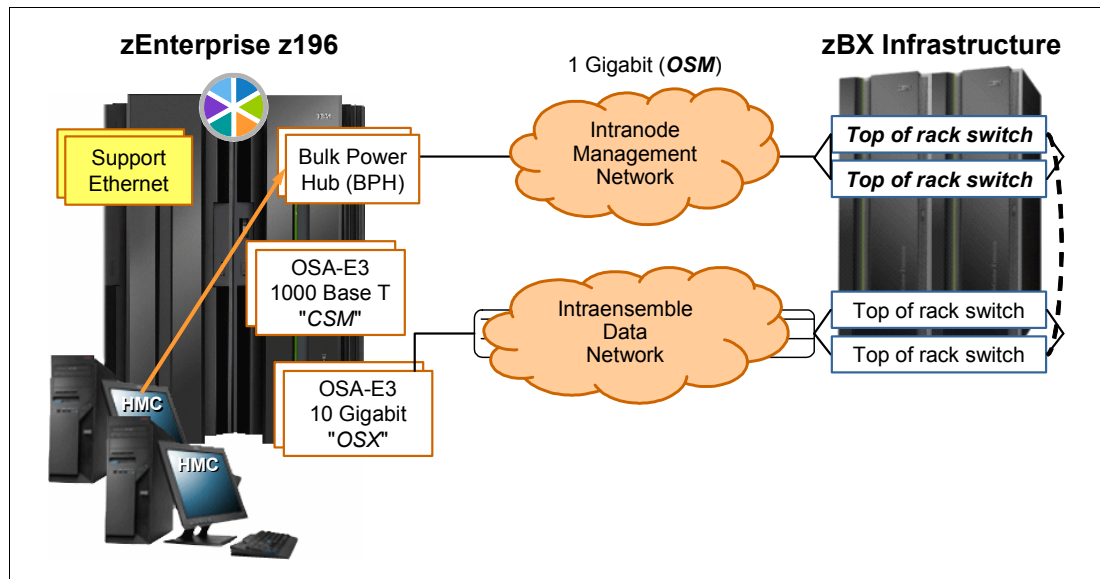 zEnterprise z196
zBX Infrastructure
1 Gigabit (OSM)
Support
Ethernet
Bulk Power
Hub (BPH)
Intranode
Management
Network
Top of rack switch
Top of rack switch
OSA-E3
1000 Base T
"CSM"
Intraensemble
Data
Network
Top of rack switch
Top of rack switch
OSA-E3
10 Gigabit
"OSX"
HMC
HMC